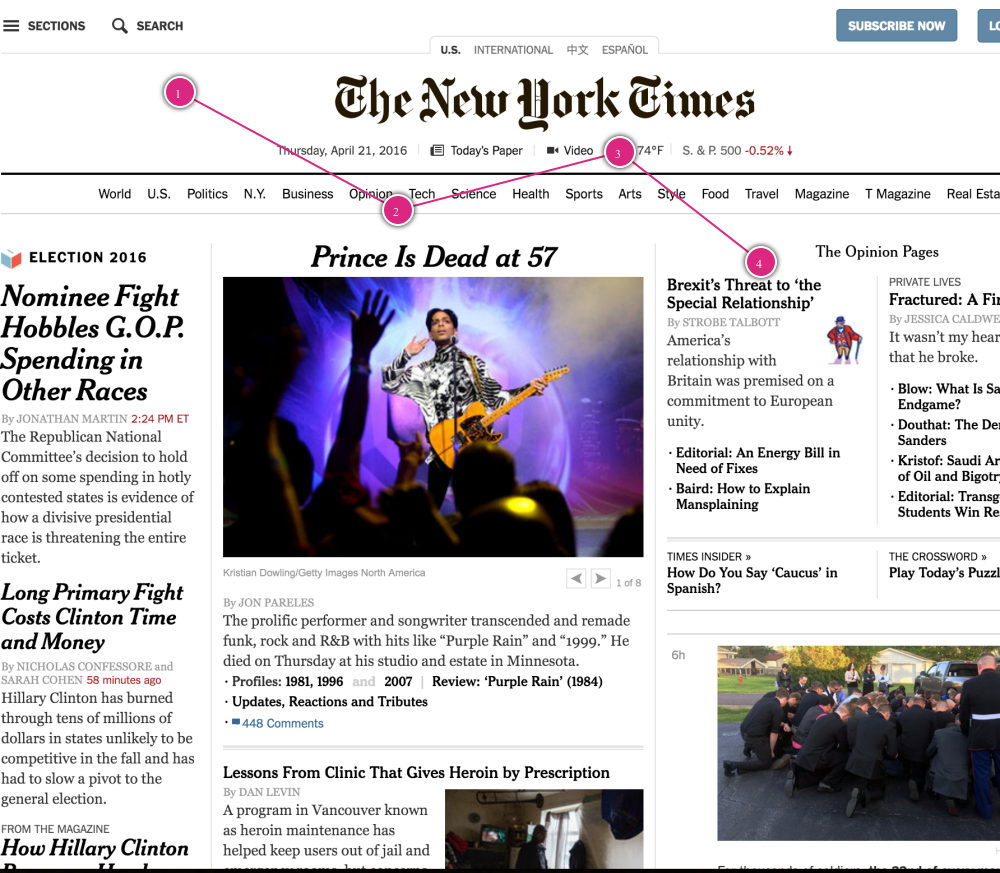 SECTIONS
SEARCH
SUBSCRIBE NOW
U.S. INTERNATIONAL 中文 ESPAÑOL
The New York Times
1
Thursday, April 21, 2016
Today's Paper
Video
3
74°F
S. & P. 500 -0.52%
World U.S. Politics N.Y. Business Opinion Tech Science Health Sports Arts Style Food Travel Magazine T Magazine Real
2
ELECTION 2016
Nominee Fight
Hobbles G.O.P.
Spending in
Other Races
By JONATHAN MARTIN 2:24 PM ET
The Republican National
Committee's decision to hold
off on some spending in hotly
contested states is evidence of
how a divisive presidential
race is threatening the entire
ticket.
Long Primary Fight
Costs Clinton Time
and Money
By NICHOLAS CONFESSORE and
SARAH COHEN 58 minutes ago
Hillary Clinton has burned
through tens of millions of
dollars in states unlikely to be
competitive in the fall and has
had to slow a pivot to the
general election.
FROM THE MAGAZINE
How Hillary Clinton
Prince Is Dead at 57
Kristian Dowling/Getty Images North America
1 of 8
By JON PARELES
The prolific performer and songwriter transcended and remade
funk, rock and R&B with hits like “Purple Rain” and “1999.” He
died on Thursday at his studio and estate in Minnesota.
· Profiles: 1981, 1996 and 2007 | Review: ‘Purple Rain’ (1984)
· Updates, Reactions and Tributes
· 448 Comments
Lessons From Clinic That Gives Heroin by Prescription
By DAN LEVIN
A program in Vancouver known
as heroin maintenance has
helped keep users out of jail and
4
The Opinion Pages
Brexit's Threat to ‘the
Special Relationship’
By STROBE TALBOTT
America's
relationship with
Britain was premised on a
commitment to European
unity.
· Editorial: An Energy Bill in
Need of Fixes
· Baird: How to Explain
Mansplaining
PRIVATE LIVES
Fractured: A
By JESSICA
It wasn't my
that he broke.
· Blow: What Is
Endgame?
· Douthat: The
Sanders
· Kristof: Saudi
of Oil and
· Editorial:
Students Win
TIMES INSIDER »
How Do You Say ‘Caucus’ in
Spanish?
THE CROSSWORD »
Play Today's
6h